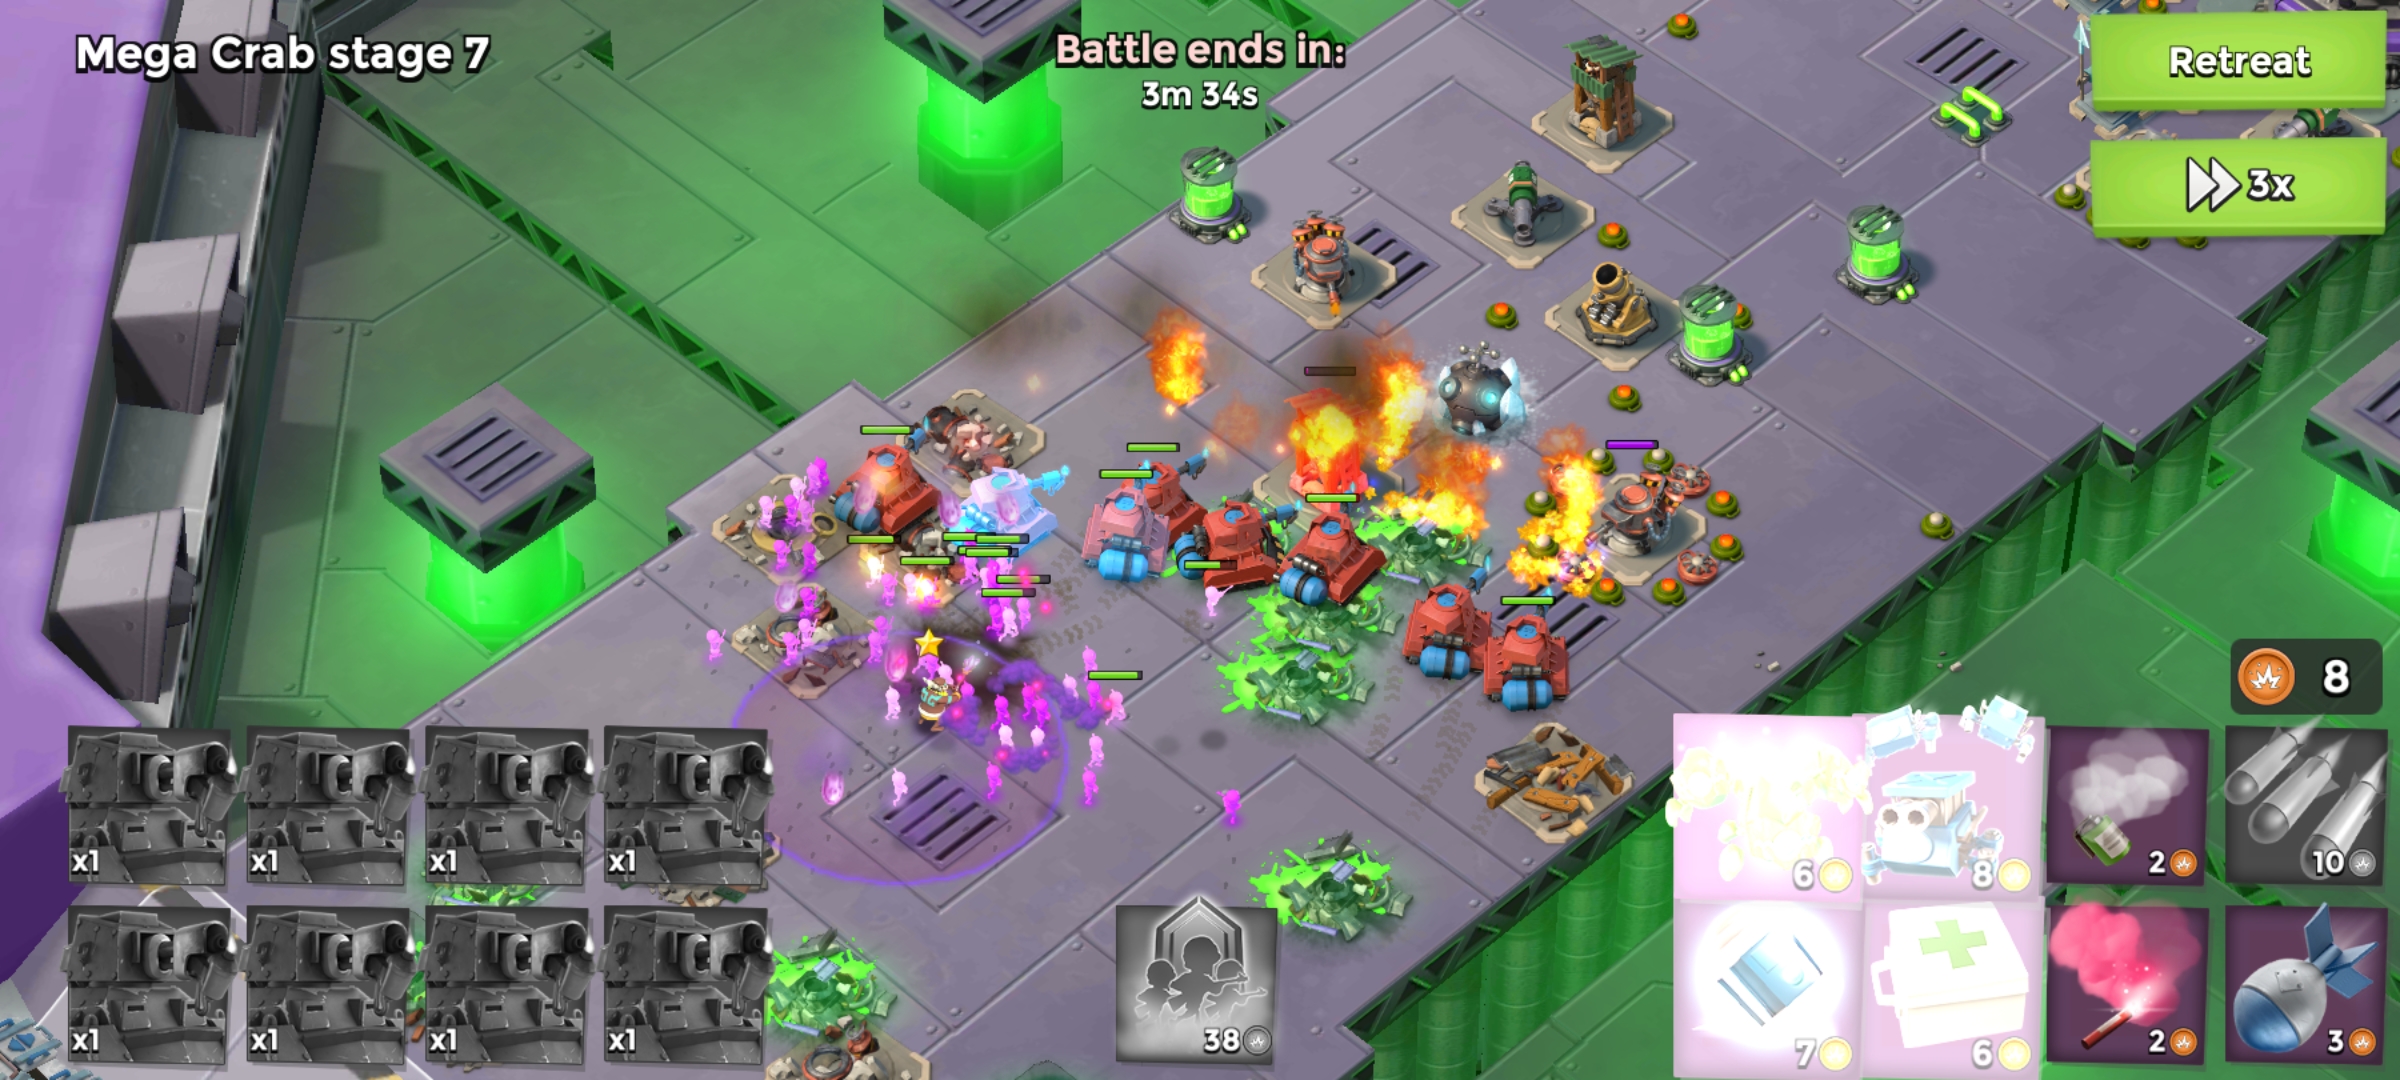 Mega Crab stage 7
Battle ends in:
3m 34s
Retreat
3x
8
x1
x1
x1
x1
6
8
2
10
x1
x1
x1
x1
38
7
6
2
3